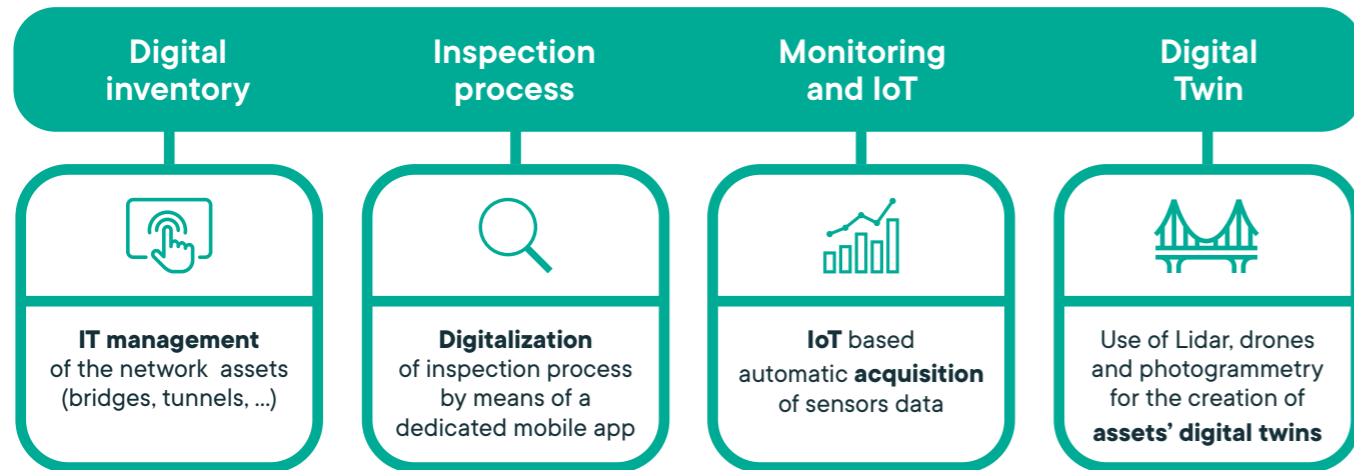 Digital
inventory
Inspection
process
Monitoring
and IoT
Digital
Twin
IT management
of the network assets
(bridges, tunnels, ...)
Digitalization
of inspection process
by means of a
dedicated mobile app
IoT based
automatic acquisition
of sensors data
Use of Lidar, drones
and photogrammetry
for the creation of
assets’ digital twins